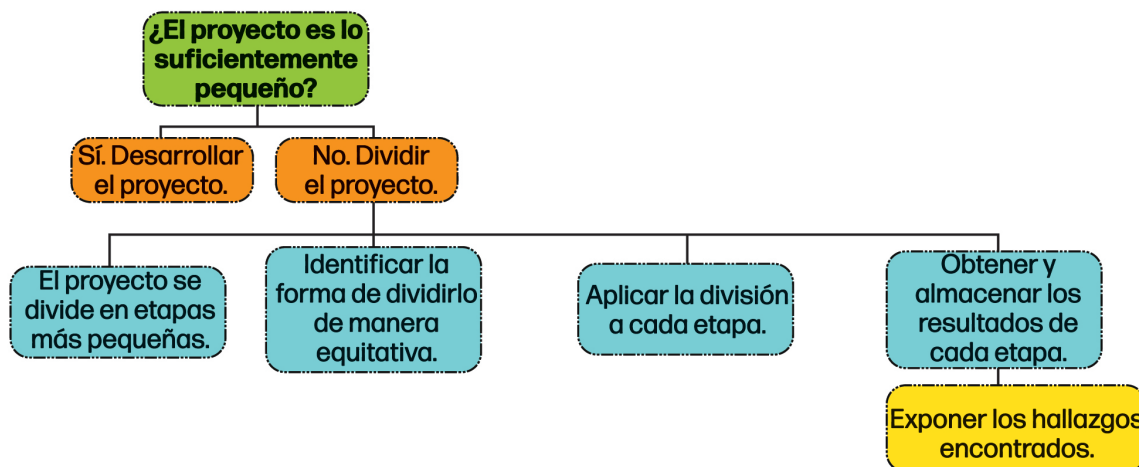 ¿El proyecto es lo
suficientemente
pequeño?
Sí. Desarrollar
el proyecto.
No. Dividir
el proyecto.
El proyecto se
divide en etapas
más pequeñas.
Identificar la
forma de dividirlo
de manera
equitativa.
Aplicar la división
a cada etapa.
Obtener y
almacenar los
resultados de
cada etapa.
Exponer los hallazgos
encontrados.